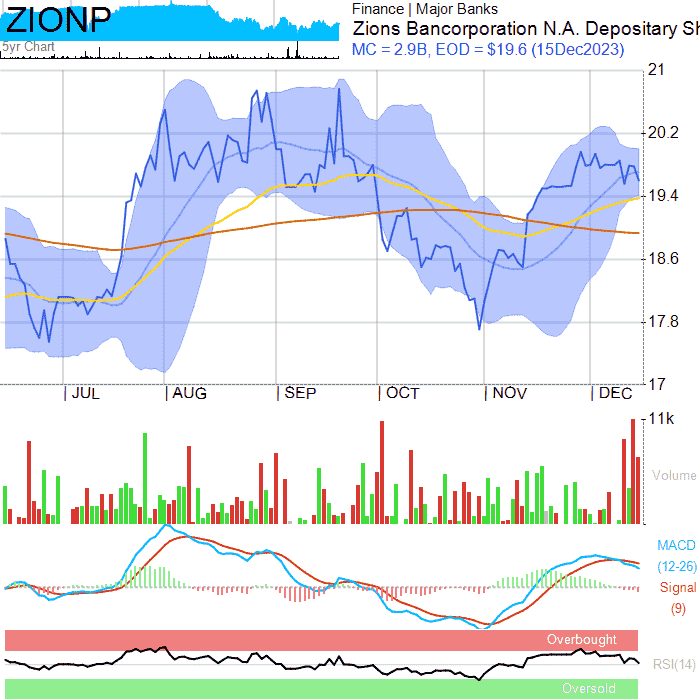 ZIONP
5yr Chart
Finance | Major Banks
Zions Bancorporation N.A. Depositary Sh
MC = 2.9B, EOD = $19.6 (15Dec2023)
21
20.2
19.4
18.6
17.8
17
| JUL | AUG | SEP | OCT | NOV | DEC
11k
Volume
MACD
(12-26)
Signal
(9)
Overbought
RSI(14)
Oversold